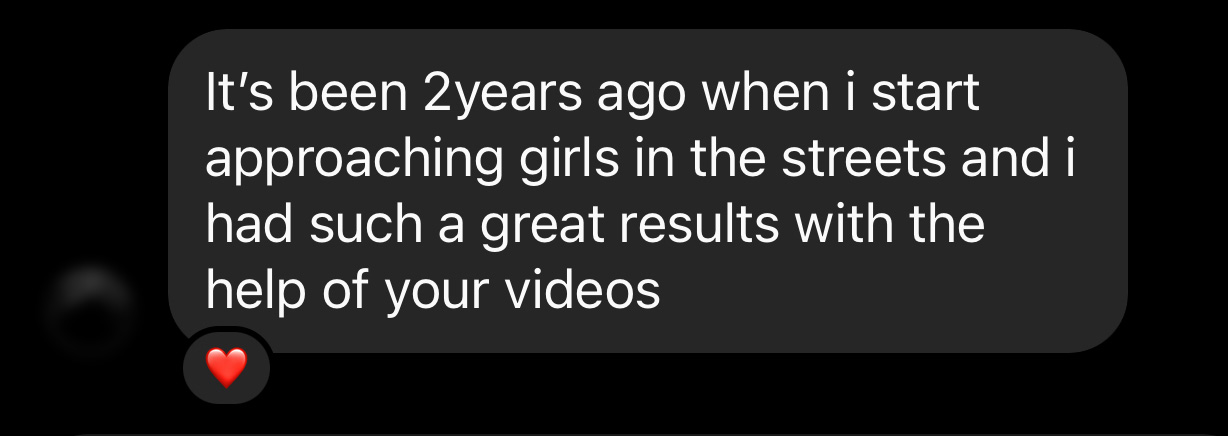 It’s been 2years ago when i start
approaching girls in the streets and i
had such a great results with the
help of your videos